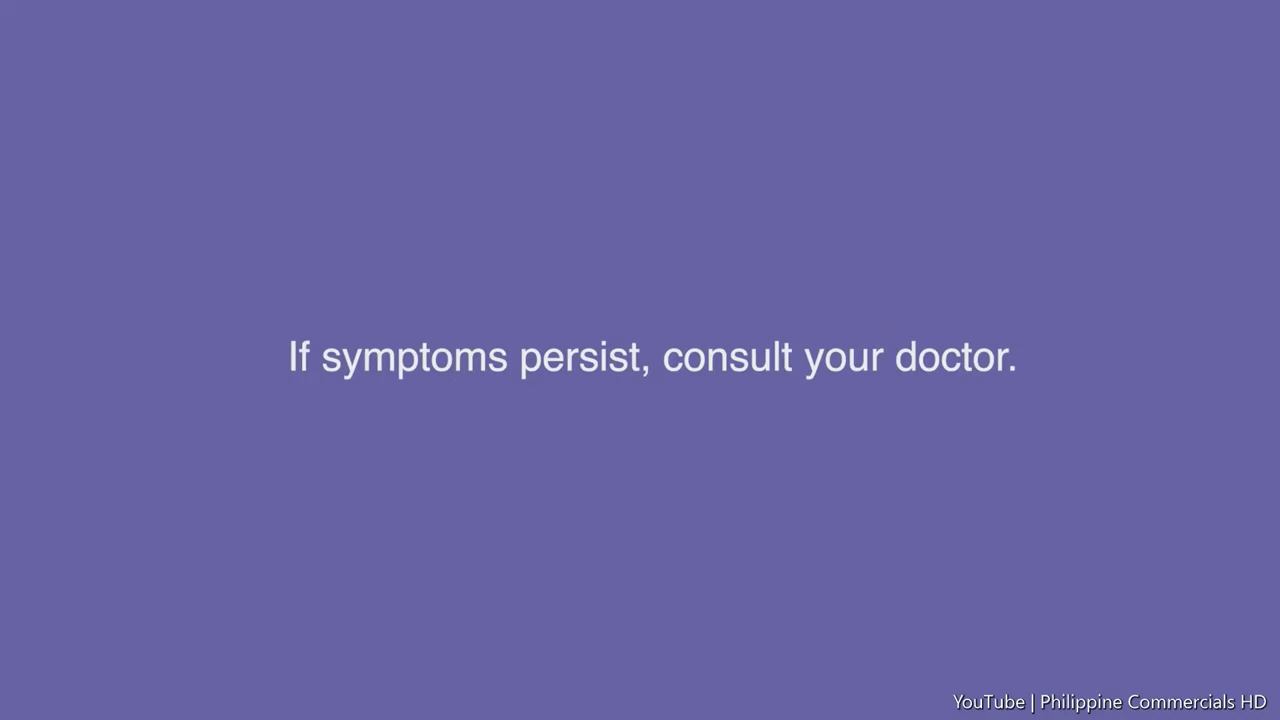 If symptoms persist, consult your doctor.
YouTube | Philippine Commercials HD